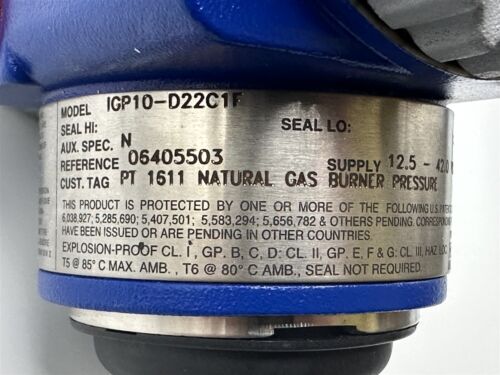 MODEL IGP10-D22C1F
SEAL HI: SEAL LO:
AUX. SPEC. N
REFERENCE 06405503 SUPPLY 12.5 - 42.0
CUST. TAG PT 1611 NATURAL GAS BURNER PRESSURE
THIS PRODUCT IS PROTECTED BY ONE OR MORE OF THE FOLLOWING U.S.
6,038,927; 5,285,690; 5,407,501; 5,583,294; 5,656,782 & OTHERS PENDING.
HAVE BEEN ISSUED OR ARE PENDING IN OTHER COUNTRIES.
EXPLOSION-PROOF CL. I, GP. B, C, D: CL. II, GP. E, F & G: CL. III, HAZ. LOC
T5 @ 85° C MAX. AMB., T6 @ 80° C AMB., SEAL NOT REQUIRED.